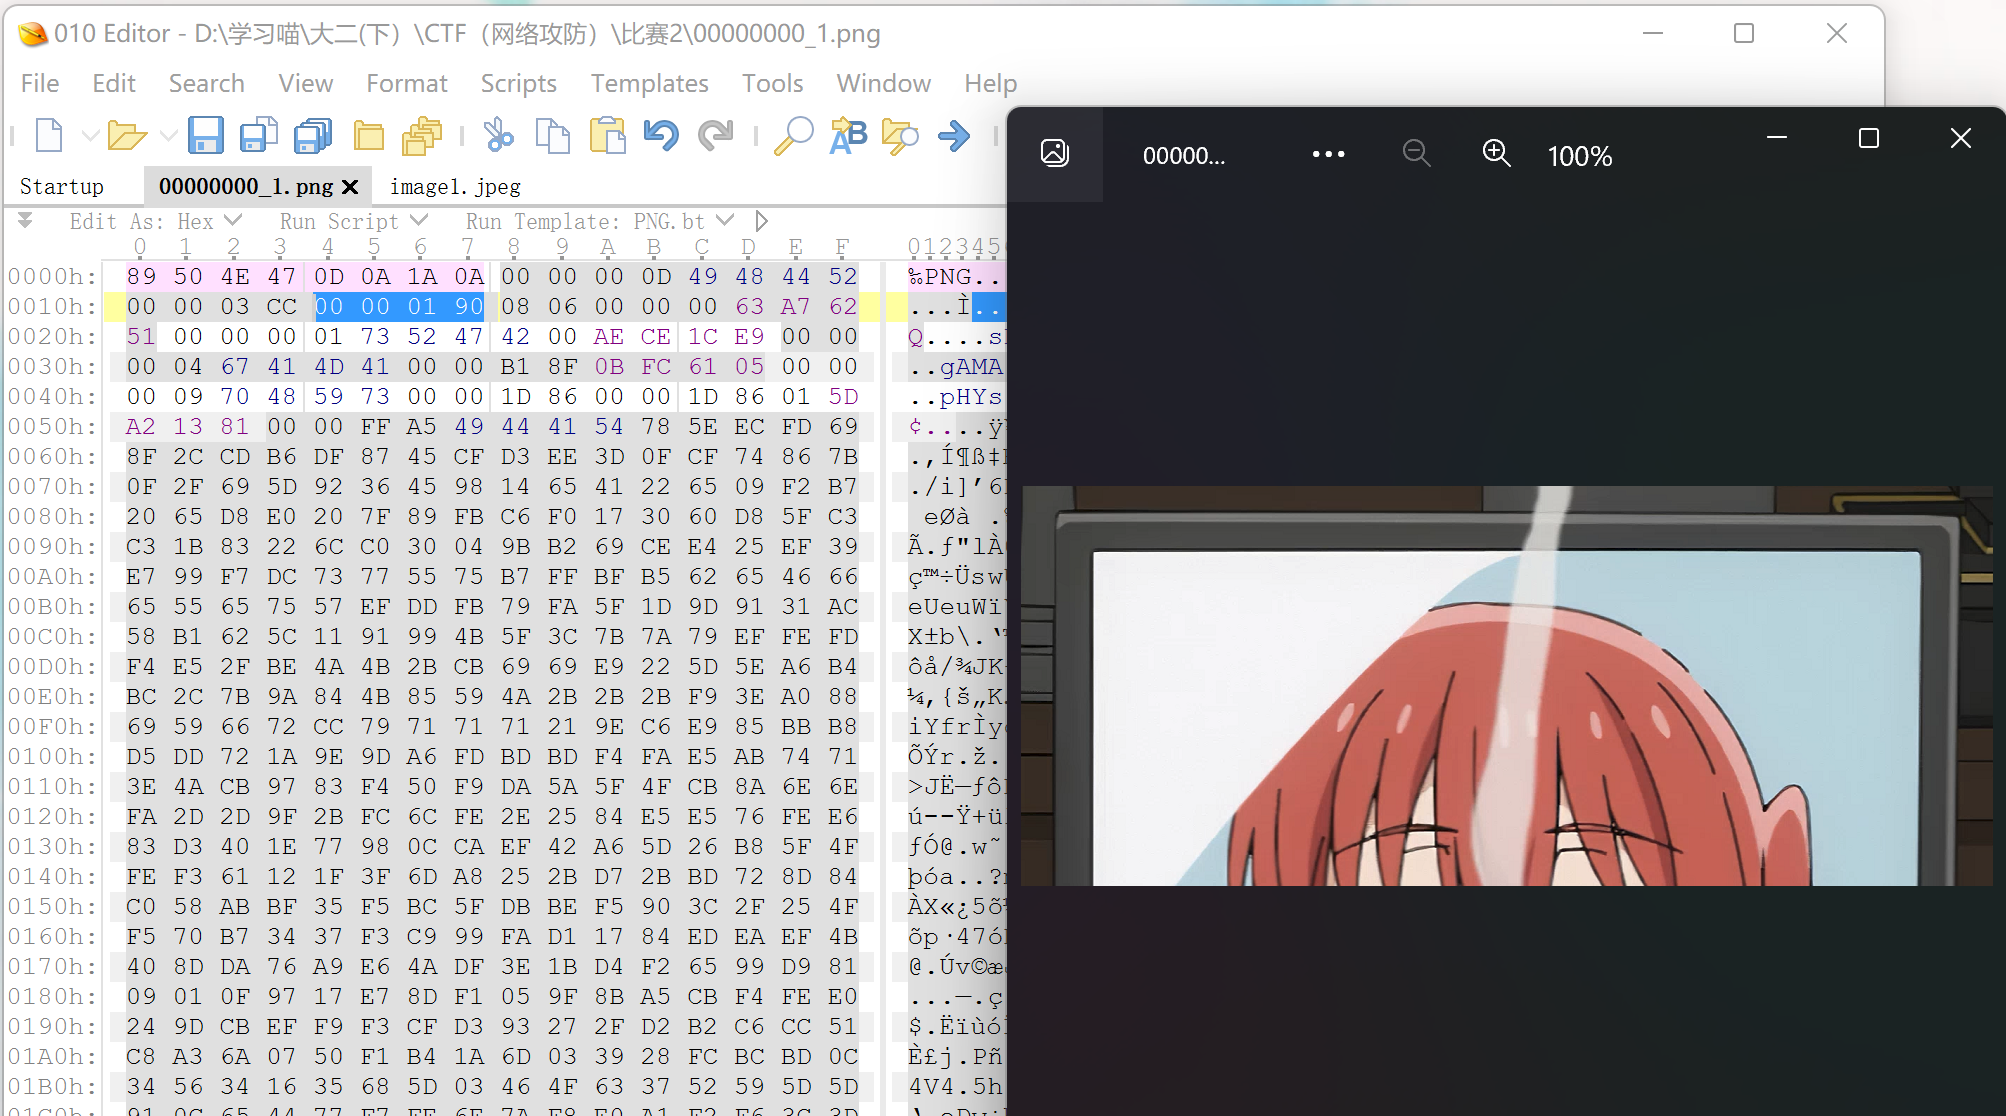 010 Editor - D:\学习喵\大二(下）\CTF（网络攻防）\比赛2\00000000_1.png
File Edit Search View Format Scripts Templates Tools Window Help
Startup 00000000_1.png imagel.jpeg
Edit As: Hex Run Script Run Template: PNG.bt
0 1 2 3 4 5 6 7 8 9 A B C D E F 012345
0000h: 89 50 4E 47 0D 0A 1A 0A 00 00 00 0D 49 48 44 52 ‰PNG..
0010h: 00 00 03 CC 00 00 01 90 08 06 00 00 00 63 A7 62 ...Ì..
0020h: 51 00 00 00 01 73 52 47 42 00 AE CE 1C E9 00 00 Q....s
0030h: 00 04 67 41 4D 41 00 00 B1 8F 0B FC 61 05 00 00 ..gAMA
0040h: 00 09 70 48 59 73 00 00 1D 86 00 00 1D 86 01 5D ..pHYs
0050h: A2 13 81 00 00 FF A5 49 44 41 54 78 5E EC FD 69 ¢....ÿ
0060h: 8F 2C CD B6 DF 87 45 CF D3 EE 3D 0F CF 74 86 7B .,Í¶ß‡
0070h: 0F 2F 69 5D 92 36 45 98 14 65 41 22 65 09 F2 B7 ./i]’6
0080h: 20 65 D8 E0 20 7F 89 FB C6 F0 17 30 60 D8 5F C3 eØà .
0090h: C3 1B 83 22 6C C0 30 04 9B B2 69 CE E4 25 EF 39 Ã.ƒ"lÀ
00A0h: E7 99 F7 DC 73 77 55 75 B7 FF BF B5 62 65 46 66 ç™÷Üsw
00B0h: 65 55 65 75 57 EF DD FB 79 FA 5F 1D 9D 91 31 AC eUeuWï
00C0h: 58 B1 62 5C 11 91 99 4B 5F 3C 7B 7A 79 EF FE FD X±b\.‘
00D0h: F4 E5 2F BE 4A 4B 2B CB 69 69 E9 22 5D 5E A6 B4 ôå/¾JK
00E0h: BC 2C 7B 9A 84 4B 85 59 4A 2B 2B 2B F9 3E A0 88 ¼,{š„K
00F0h: 69 59 66 72 CC 79 71 71 71 21 9E C6 E9 85 BB B8 iYfrÌy
0100h: D5 DD 72 1A 9E 9D A6 FD BD BD F4 FA E5 AB 74 71 ÕÝr.ž.
0110h: 3E 4A CB 97 83 F4 50 F9 DA 5A 5F 4F CB 8A 6E 6E >JË—ƒô
0120h: FA 2D 2D 9F 2B FC 6C FE 2E 25 84 E5 E5 76 FE E6 ú--Ÿ+ü
0130h: 83 D3 40 1E 77 98 0C CA EF 42 A6 5D 26 B8 5F 4F ƒÓ@.w˜
0140h: FE F3 61 12 1F 3F 6D A8 25 2B D7 2B BD 72 8D 84 þóa..?
0150h: C0 58 AB BF 35 F5 BC 5F DB BE F5 90 3C 2F 25 4F ÀX«¿5õ
0160h: F5 70 B7 34 37 F3 C9 99 FA D1 17 84 ED EA EF 4B õp·47ó
0170h: 40 8D DA 76 A9 E6 4A DF 3E 1B D4 F2 65 99 D9 81 @.Úv©æ
0180h: 09 01 0F 97 17 E7 8D F1 05 9F 8B A5 CB F4 FE E0 ...—.ç
0190h: 24 9D CB EF F9 F3 CF D3 93 27 2F D2 B2 C6 CC 51 $.Ëïùó
01A0h: C8 A3 6A 07 50 F1 B4 1A 6D 03 39 28 FC BC BD 0C È£j.Pñ
01B0h: 34 56 34 16 35 68 5D 03 46 4F 63 37 52 59 5D 5D 4V4.5h
00000... ••• 100%